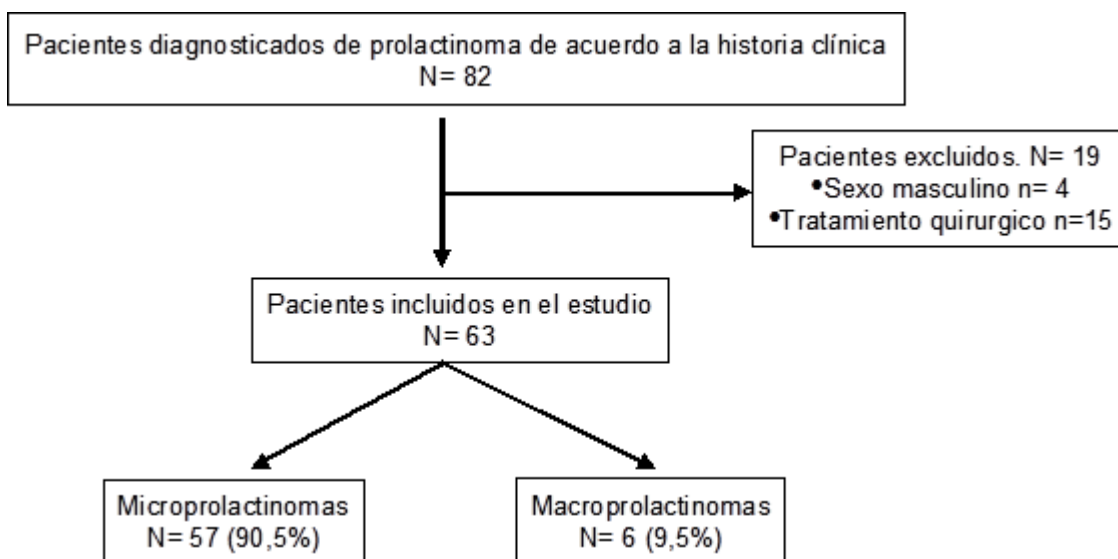 Pacientes diagnosticados de prolactinoma de acuerdo a la historia clínica
N= 82
Pacientes excluidos. N= 19
•Sexo masculino n= 4
•Tratamiento quirurgico n=15
Pacientes incluidos en el estudio
N= 63
Microprolactinomas
N= 57 (90,5%)
Macroprolactinomas
N= 6 (9,5%)